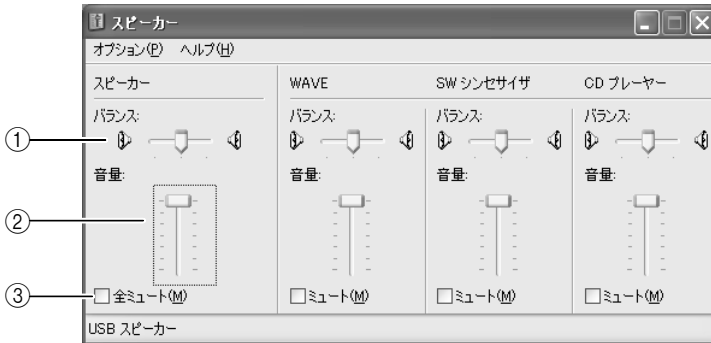 スピーカー
オプション(P) ヘルプ(H)
スピーカー WAVE SW シンセサイザ CD プレーヤー
バランス: バランス: バランス: バランス:
①
音量: 音量: 音量: 音量:
②
③ 全ミュート(M) ミュート(M) ミュート(M) ミュート(M)
USB スピーカー